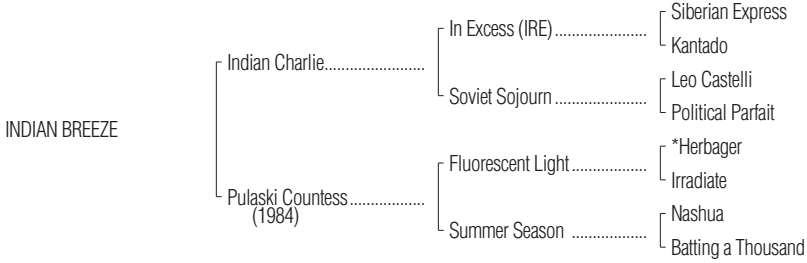 Siberian Express
In Excess (IRE)......................
Kantado
Indian Charlie........................
Leo Castelli
Soviet Sojourn ......................
Political Parfait
INDIAN BREEZE
*Herbager
Fluorescent Light ..................
Irradiate
Pulaski Countess..................
(1984)
Nashua
Summer Season ..................
Batting a Thousand